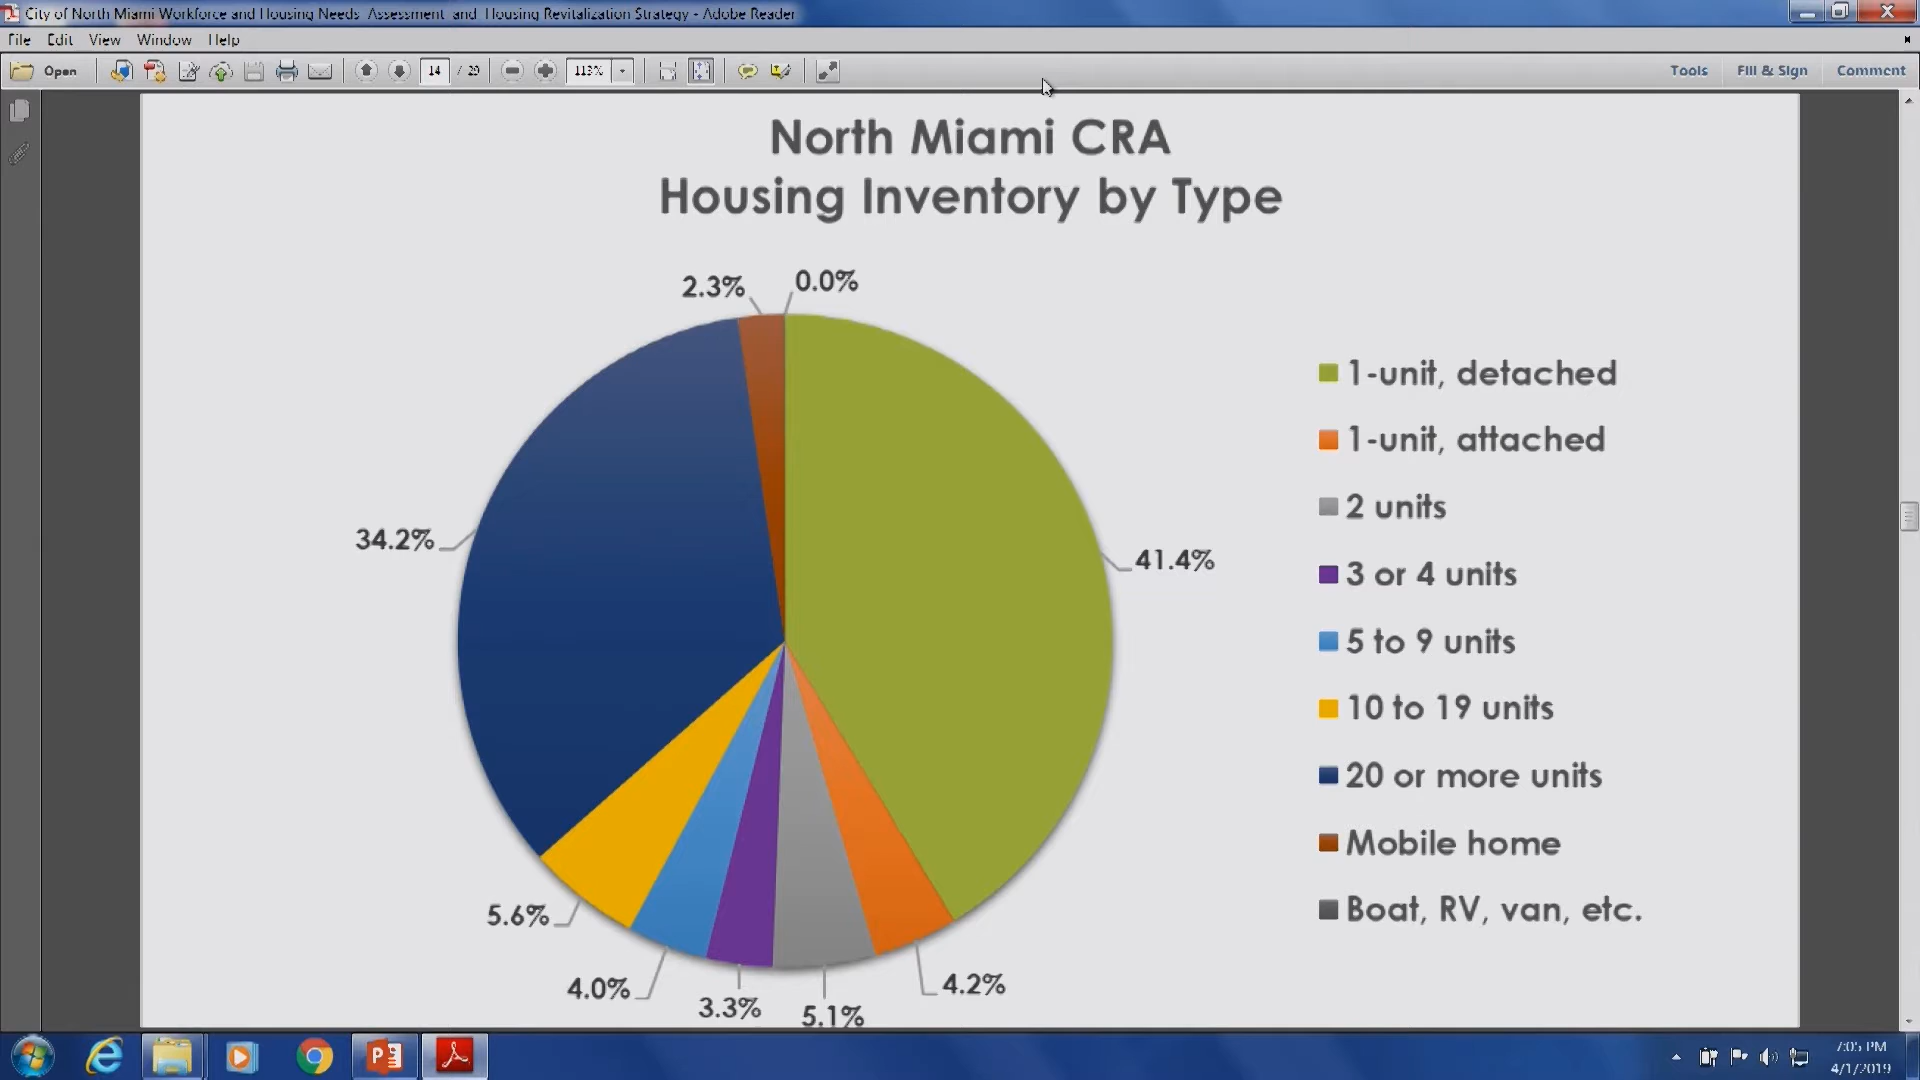 City of North Miami Workforce and Housing Needs Assessment and Housing Revitalization Strategy - Adobe Reader
File Edit View Window Help
Open 14 / 29 113% Tools Fill & Sign Comment
North Miami CRA
Housing Inventory by Type
2.3% 0.0%
34.2%
41.4%
5.6%
4.0%
3.3%
5.1%
4.2%
1-unit, detached
1-unit, attached
2 units
3 or 4 units
5 to 9 units
10 to 19 units
20 or more units
Mobile home
Boat, RV, van, etc.
7:05 PM
4/1/2019